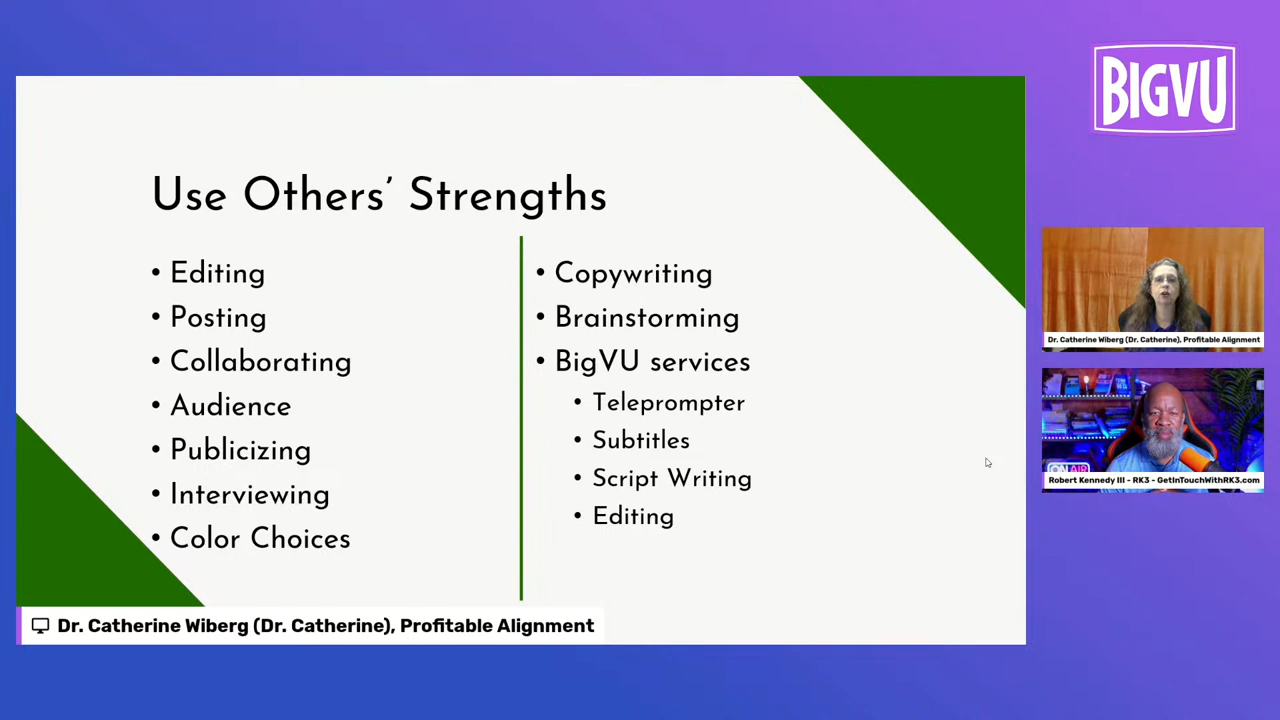 BIGVU
Use Others’ Strengths
• Editing
• Posting
• Collaborating
• Audience
• Publicizing
• Interviewing
• Color Choices
• Copywriting
• Brainstorming
• BigVU services
• Teleprompter
• Subtitles
• Script Writing
• Editing
Dr. Catherine Wiberg (Dr. Catherine), Profitable Alignment
Dr. Catherine Wiberg (Dr. Catherine), Profitable Alignment
ON AIR
Robert Kennedy III - RK3 - GetInTouchWithRK3.com